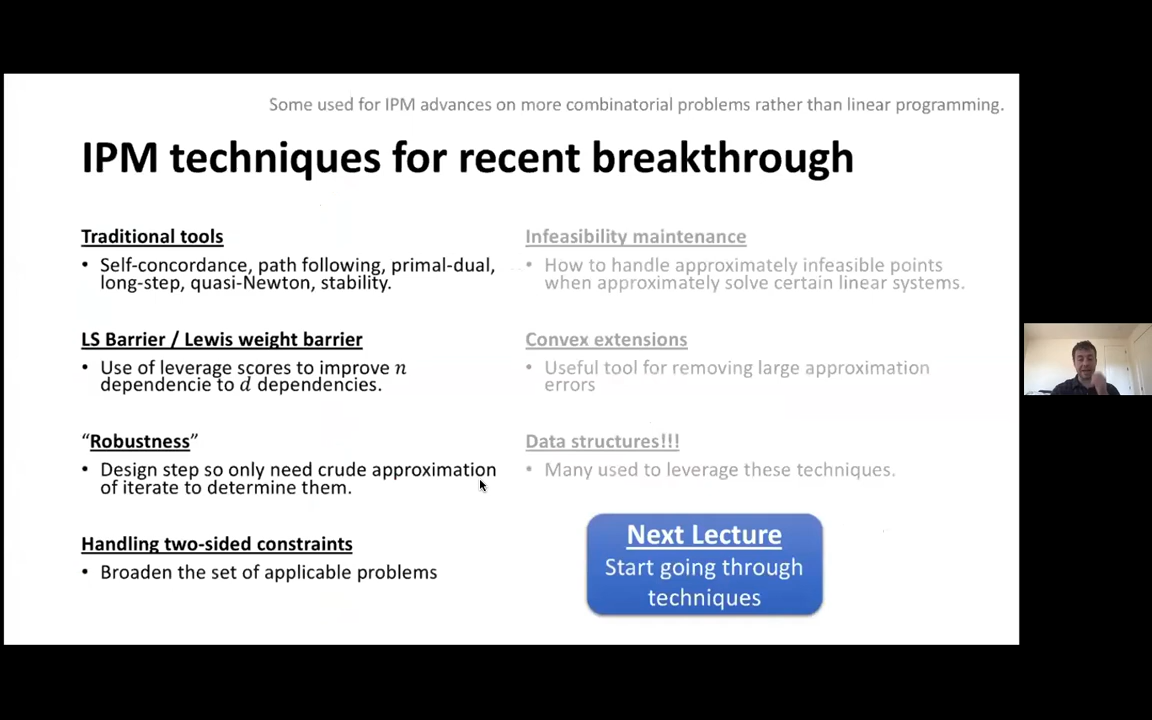 Some used for IPM advances on more combinatorial problems rather than linear programming.
IPM techniques for recent breakthrough
Traditional tools
• Self-concordance, path following, primal-dual,
long-step, quasi-Newton, stability.
LS Barrier / Lewis weight barrier
• Use of leverage scores to improve n
dependencie to d dependencies.
“Robustness”
• Design step so only need crude approximation
of iterate to determine them.
Handling two-sided constraints
• Broaden the set of applicable problems
Infeasibility maintenance
• How to handle approximately infeasible points
when approximately solve certain linear systems.
Convex extensions
• Useful tool for removing large approximation
errors
Data structures!!!
• Many used to leverage these techniques.
Next Lecture
Start going through
techniques